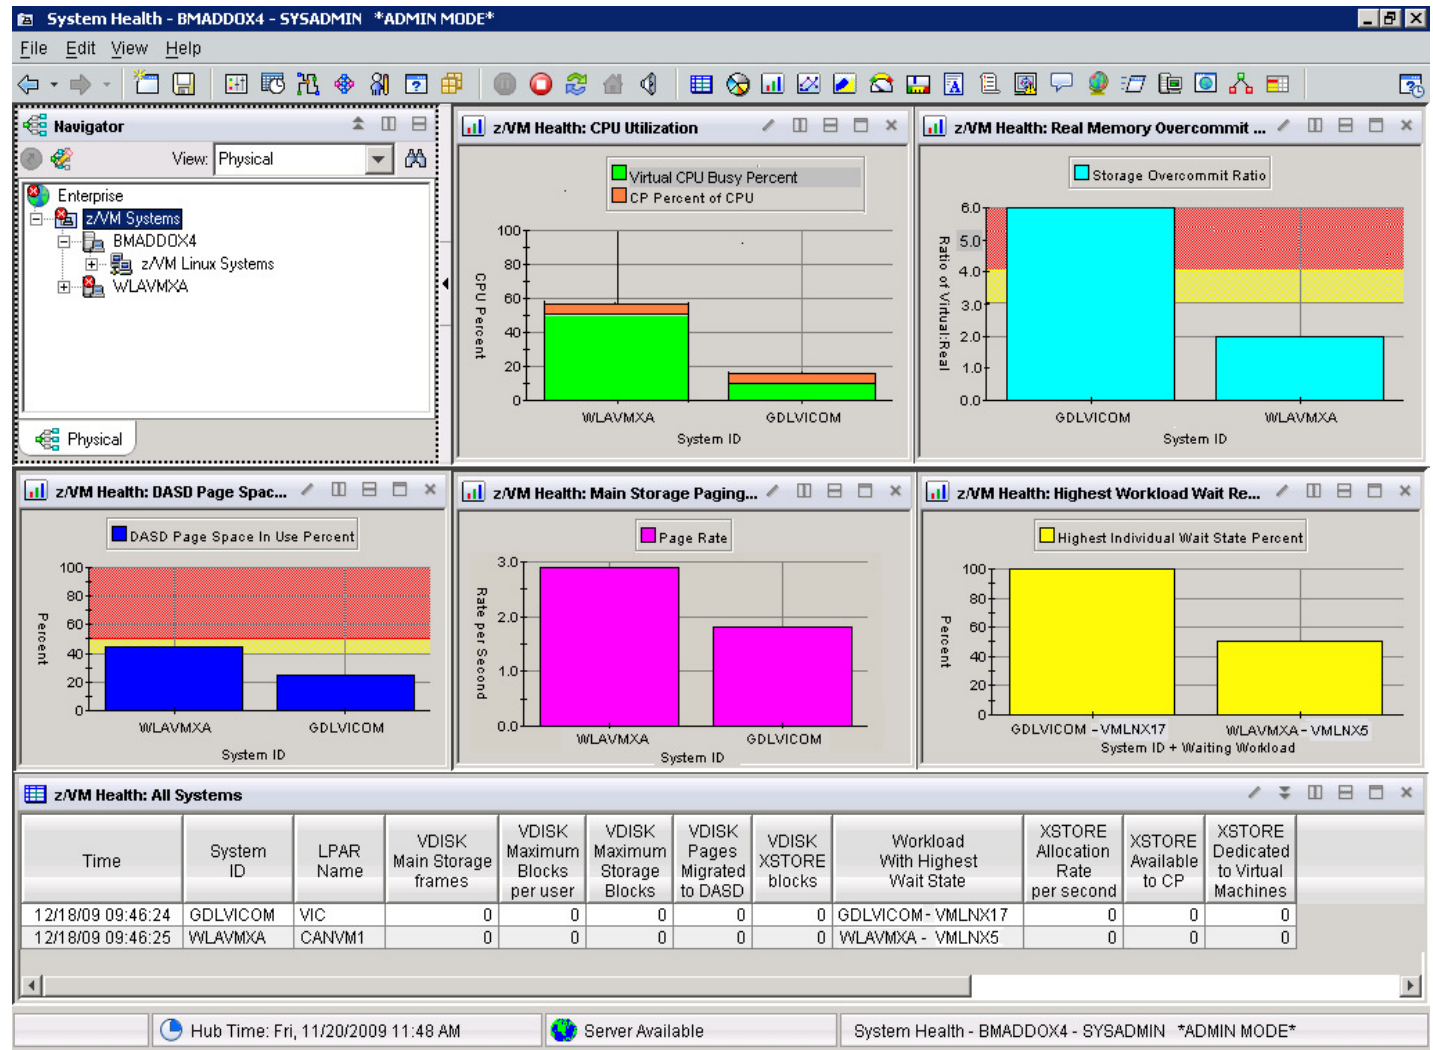 System Health - BMADDOX4 - SYSADMIN *ADMIN MODE*
File Edit View Help
Navigator
View: Physical
Enterprise
z/VM Systems
BMADDOX4
z/VM Linux Systems
WLAVMXA
Physical
z/VM Health: CPU Utilization
Virtual CPU Busy Percent
CP Percent of CPU
100
80
60
40
20
0
CPU Percent
WLAVMXA GDLVICOM
System ID
z/VM Health: Real Memory Overcommit ...
Storage Overcommit Ratio
6.0
5.0
4.0
3.0
2.0
1.0
0.0
Ratio of Virtual:Real
GDLVICOM WLAVMXA
System ID
z/VM Health: DASD Page Spac...
DASD Page Space In Use Percent
100
80
60
40
20
0
Percent
WLAVMXA GDLVICOM
System ID
z/VM Health: Main Storage Paging...
Page Rate
3.0
2.0
1.0
0.0
Rate per Second
WLAVMXA GDLVICOM
System ID
z/VM Health: Highest Workload Wait Re...
Highest Individual Wait State Percent
100
80
60
40
20
0
Percent
GDLVICOM - VMLNX17 WLAVMXA - VMLNX5
System ID + Waiting Workload
z/VM Health: All Systems
Time
System
ID
LPAR
Name
VDISK
Main Storage
frames
VDISK
Maximum
Blocks
per user
VDISK
Maximum
Storage
Blocks
VDISK
Pages
Migrated
to DASD
VDISK
XSTORE
blocks
Workload
With Highest
Wait State
XSTORE
Allocation
Rate
per second
XSTORE
Available
to CP
XSTORE
Dedicated
to Virtual
Machines
12/18/09 09:46:24 GDLVICOM VIC 0 0 0 0 0 GDLVICOM - VMLNX17 0 0 0
12/18/09 09:46:25 WLAVMXA CANVM1 0 0 0 0 0 WLAVMXA - VMLNX5 0 0 0
Hub Time: Fri, 11/20/2009 11:48 AM Server Available System Health - BMADDOX4 - SYSADMIN *ADMIN MODE*